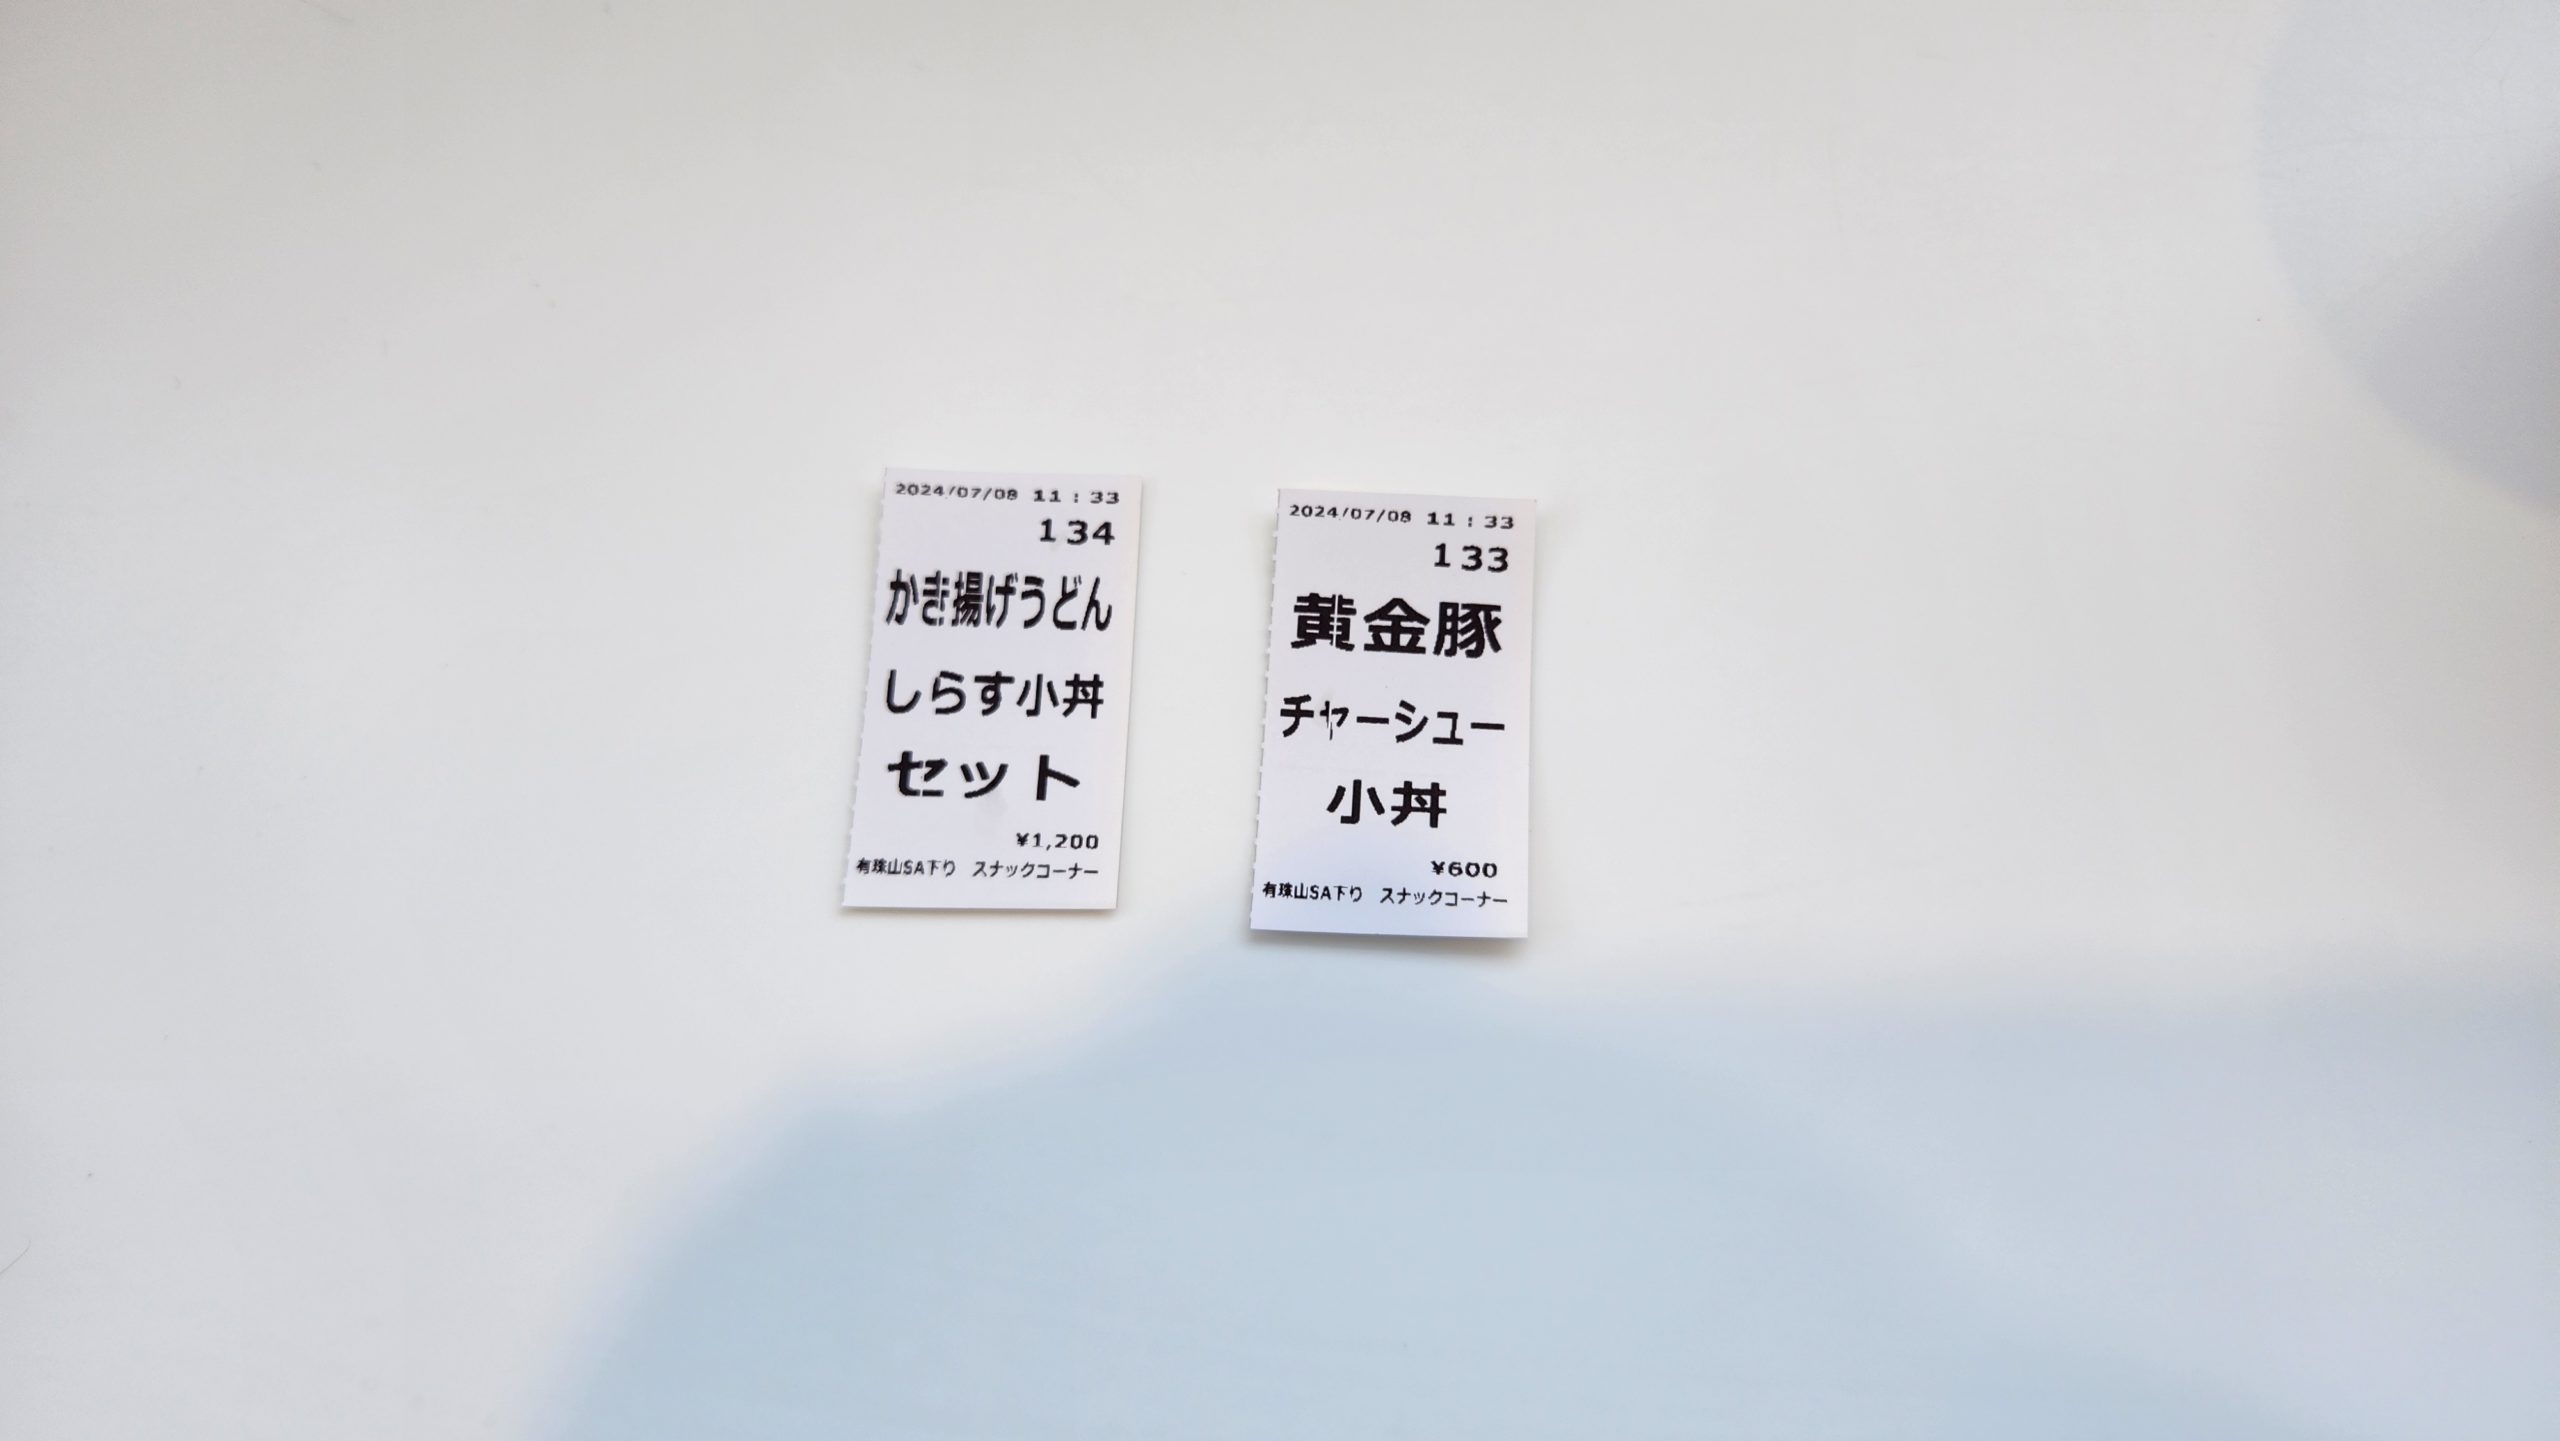 2024/07/08 11:33
134
かき揚げうどん
しらす小丼
セット
¥1,200
有珠山SA下り スナックコーナー
2024/07/08 11:33
133
黄金豚
チャーシュー
小丼
¥600
有珠山SA下り スナックコーナー